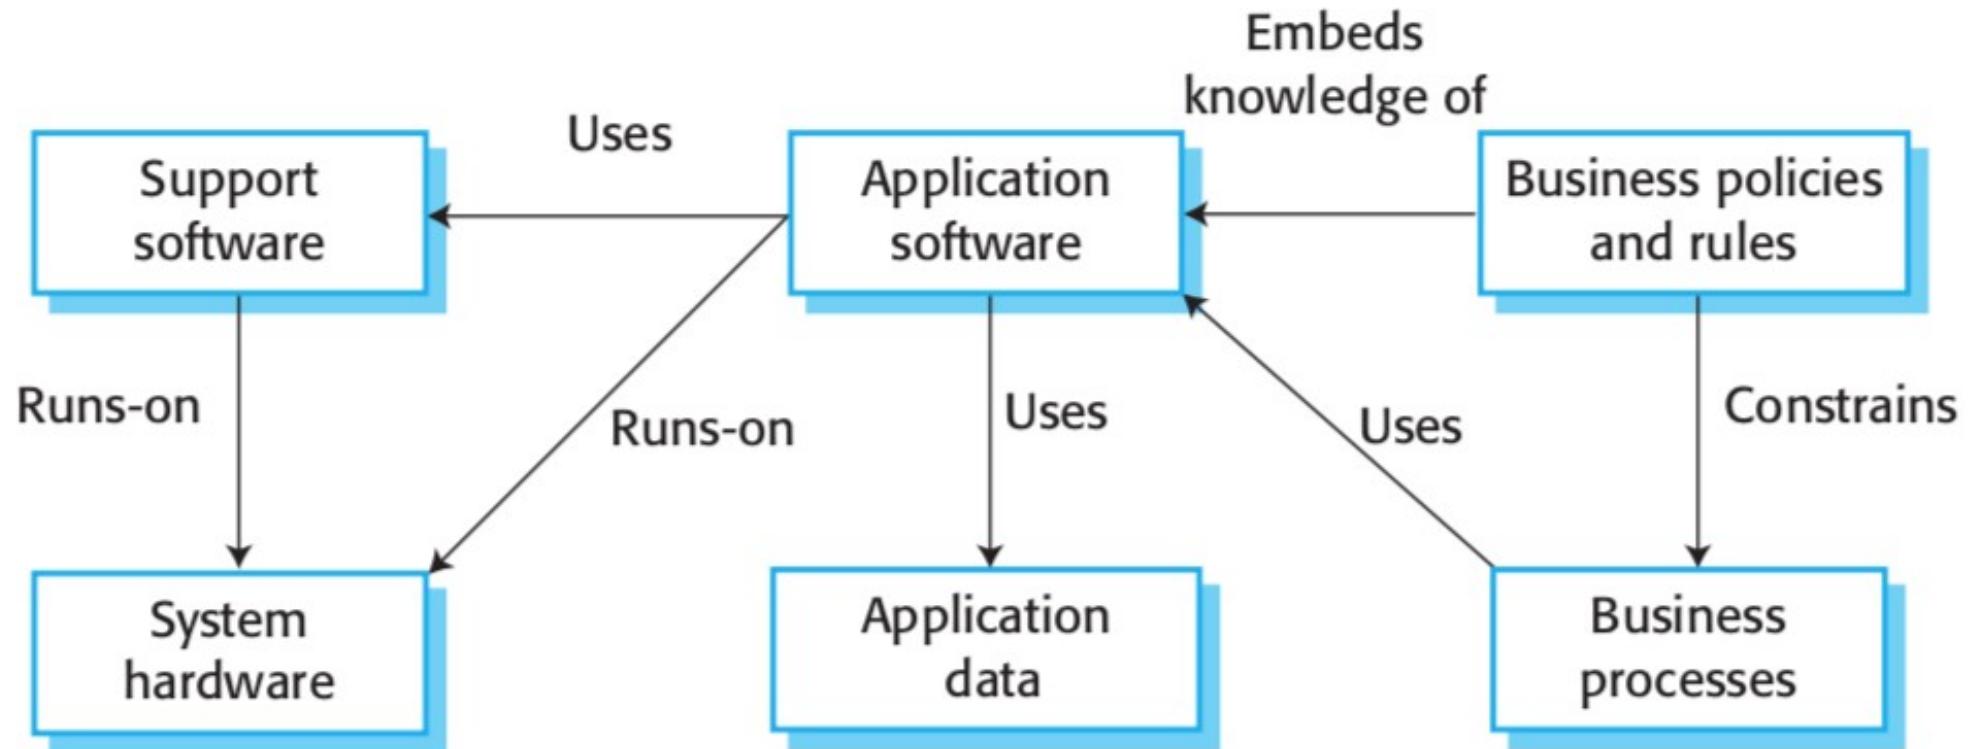 Embeds
knowledge of
Uses
Support
software
Application
software
Business policies
and rules
Runs-on
Runs-on
Uses
Uses
Constrains
System
hardware
Application
data
Business
processes